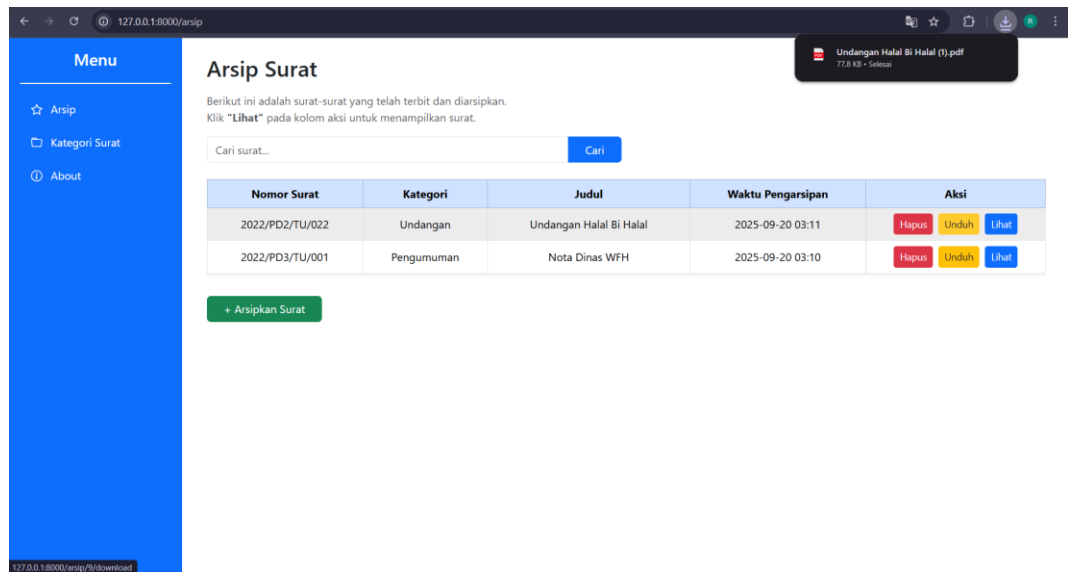 127.0.0.1:8000/arsip
R
Undangan Halal Bi Halal (1).pdf
77,8 KB • Selesai
Menu
Arsip
Kategori Surat
About
Arsip Surat
Berikut ini adalah surat-surat yang telah terbit dan diarsipkan.
Klik "Lihat" pada kolom aksi untuk menampilkan surat.
Cari surat...
Cari
Nomor Surat Kategori Judul Waktu Pengarsipan Aksi
2022/PD2/TU/022 Undangan Undangan Halal Bi Halal 2025-09-20 03:11 Hapus Unduh Lihat
2022/PD3/TU/001 Pengumuman Nota Dinas WFH 2025-09-20 03:10 Hapus Unduh Lihat
+ Arsipkan Surat
127.0.0.1:8000/arsip/9/download